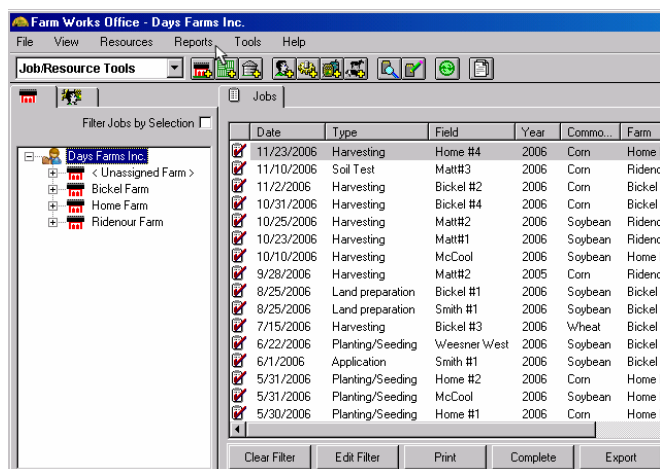 Farm Works Office - Days Farms Inc.
File View Resources Reports Tools Help
Job/Resource Tools
Jobs
Filter Jobs by Selection
Days Farms Inc.
< Unassigned Farm >
Bickel Farm
Home Farm
Ridenour Farm
Date Type Field Year Commo... Farm
11/23/2006 Harvesting Home #4 2006 Corn Home
11/10/2006 Soil Test Matt#3 2006 Corn Ridenc
11/2/2006 Harvesting Bickel #2 2006 Corn Bickel
10/31/2006 Harvesting Bickel #4 2006 Corn Bickel
10/25/2006 Harvesting Matt#2 2006 Soybean Ridenc
10/23/2006 Harvesting Matt#1 2006 Soybean Ridenc
10/10/2006 Harvesting McCool 2006 Soybean Home
9/28/2006 Harvesting Matt#2 2005 Corn Ridenc
8/25/2006 Land preparation Bickel #1 2006 Soybean Bickel
8/25/2006 Land preparation Smith #1 2006 Soybean Bickel
7/15/2006 Harvesting Bickel #3 2006 Wheat Bickel
6/22/2006 Planting/Seeding Weesner West 2006 Soybean Bickel
6/1/2006 Application Smith #1 2006 Soybean Bickel
5/31/2006 Planting/Seeding Home #2 2006 Corn Home
5/31/2006 Planting/Seeding McCool 2006 Soybean Home
5/30/2006 Planting/Seeding Home #1 2006 Corn Home
Clear Filter Edit Filter Print Complete Export